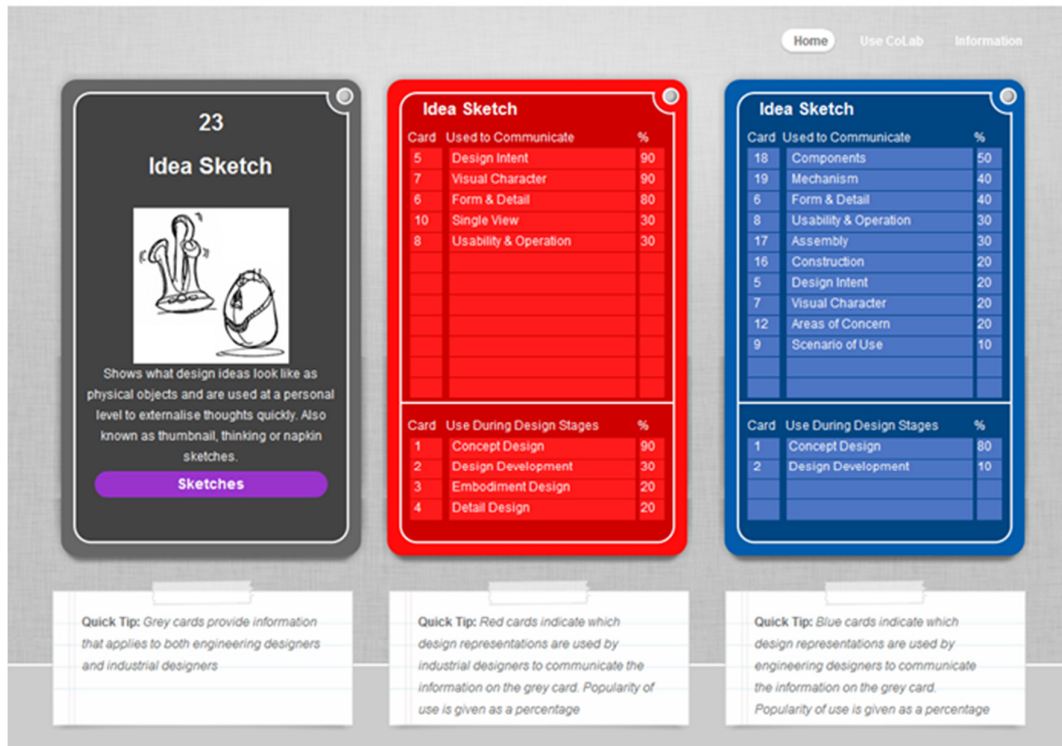 Home Use CoLab Information
23
Idea Sketch
Shows what design ideas look like as
physical objects and are used at a personal
level to externalise thoughts quickly. Also
known as thumbnail, thinking or napkin
sketches.
Sketches
Idea Sketch
Card Used to Communicate %
5 Design Intent 90
7 Visual Character 90
6 Form & Detail 80
10 Single View 30
8 Usability & Operation 30
Card Use During Design Stages %
1 Concept Design 90
2 Design Development 30
3 Embodiment Design 20
4 Detail Design 20
Idea Sketch
Card Used to Communicate %
18 Components 50
19 Mechanism 40
6 Form & Detail 40
8 Usability & Operation 30
17 Assembly 30
16 Construction 20
5 Design Intent 20
7 Visual Character 20
12 Areas of Concern 20
9 Scenario of Use 10
Card Use During Design Stages %
1 Concept Design 80
2 Design Development 10
Quick Tip: Grey cards provide information
that applies to both engineering designers
and industrial designers
Quick Tip: Red cards indicate which
design representations are used by
industrial designers to communicate the
information on the grey card. Popularity of
use is given as a percentage
Quick Tip: Blue cards indicate which
design representations are used by
engineering designers to communicate
the information on the grey card.
Popularity of use is given as a percentage